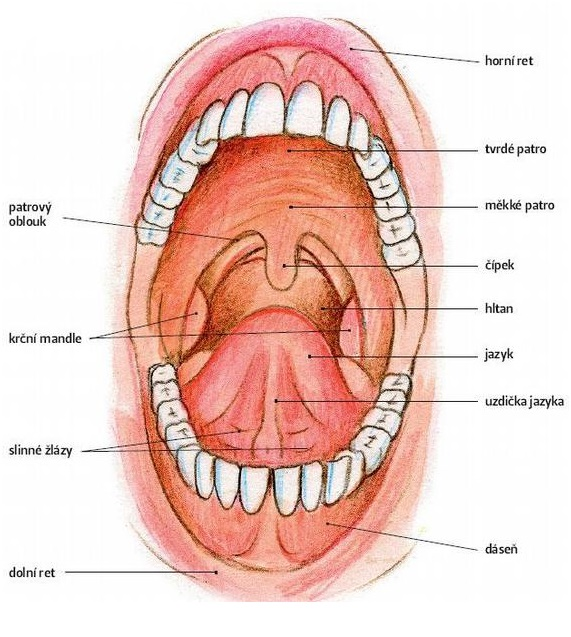 horní ret
tvrdé patro
patrový
oblouk
měkké patro
čípek
hltan
krční mandle
jazyk
uzdička jazyka
slinné žlázy
dáseň
dolní ret